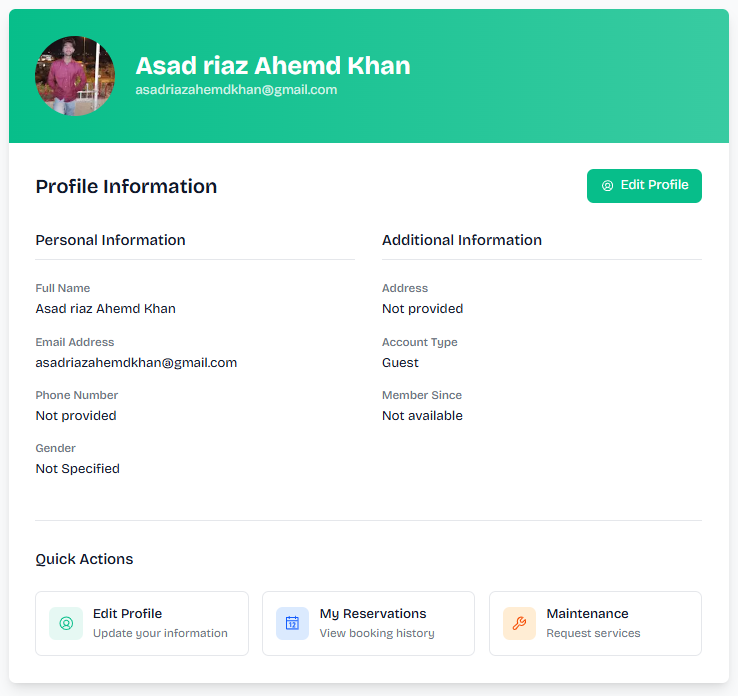 Asad riaz Ahemd Khan
asadriazahemdkhan@gmail.com
Profile Information
Edit Profile
Personal Information
Full Name
Asad riaz Ahemd Khan
Email Address
asadriazahemdkhan@gmail.com
Phone Number
Not provided
Gender
Not Specified
Additional Information
Address
Not provided
Account Type
Guest
Member Since
Not available
Quick Actions
Edit Profile
Update your information
12
My Reservations
View booking history
Maintenance
Request services